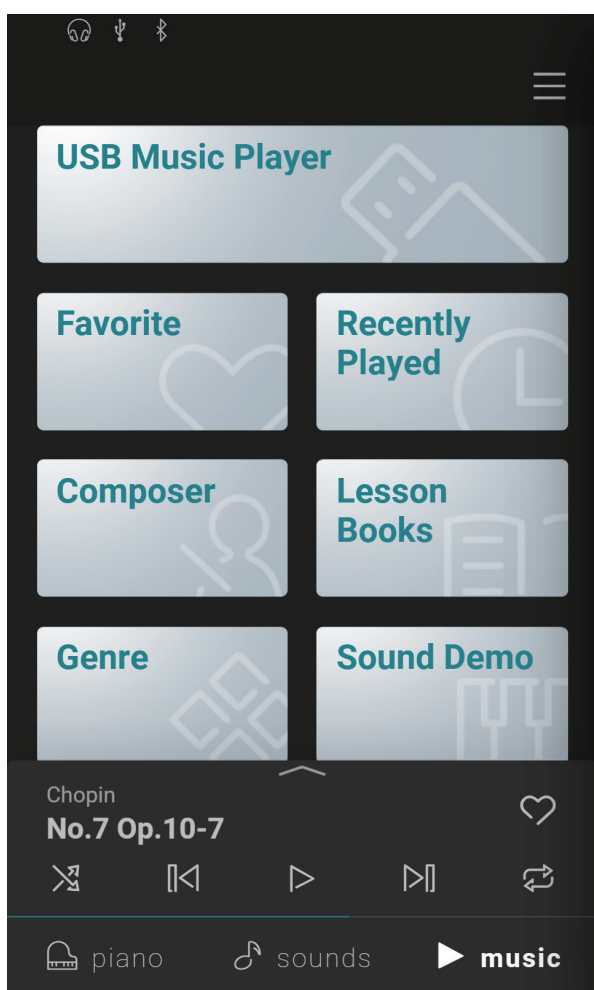 USB Music Player
Favorite
Recently
Played
Composer
Lesson
Books
Genre
Sound Demo
Chopin
No.7 Op.10-7
piano
sounds
music